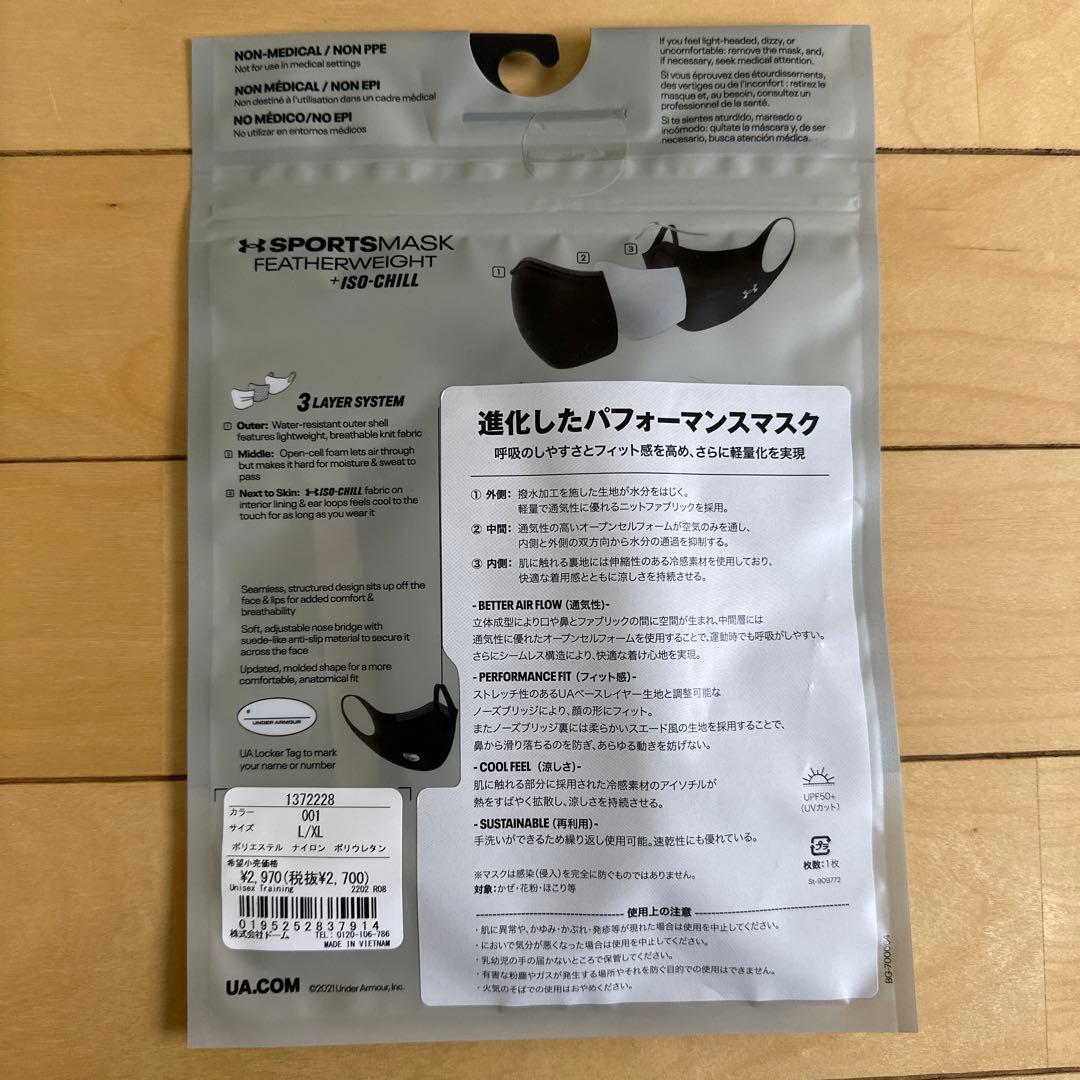 NON-MEDICAL / NON PPE
Not for use in medical settings
NON MÉDICAL / NON EPI
Non destiné à l'utilisation dans un cadre médical
NO MÉDICO/NO EPI
No utilizar en entornos médicos
If you feel light-headed, dizzy, or
uncomfortable: remove the mask, and,
if necessary, seek medical attention.
Si vous éprouvez des étourdissements,
des vertiges ou de l'inconfort : retirez le
masque et, au besoin, consultez un
professionnel de la santé.
Si te sientes aturdido, mareado o
incómodo: quítate la máscara y, de ser
necesario, busca atención médica.
SPORTSMASK
FEATHERWEIGHT
+ISO-CHILL
1
2
3
3 LAYER SYSTEM
1 Outer: Water-resistant outer shell
features lightweight, breathable knit fabric
Middle: Open-cell foam lets air through
but makes it hard for moisture & sweat to
pass
3 Next to Skin: ISO-CHILL fabric on
interior lining & ear loops feels cool to the
touch for as long as you wear it
Seamless, structured design sits up off the
face & lips for added comfort &
breathability
Soft, adjustable nose bridge with
suede-like anti-slip material to secure it
across the face
Updated, molded shape for a more
comfortable, anatomical fit
UNDER ARMOUR
UA Locker Tag to mark
your name or number
進化したパフォーマンスマスク
呼吸のしやすさとフィット感を高め、さらに軽量化を実現
① 外側: 撥水加工を施した生地が水分をはじく。
軽量で通気性に優れるニットファブリックを採用。
② 中間: 通気性の高いオープンセルフォームが空気のみを通し、
内側と外側の双方向から水分の通過を抑制する。
③ 内側: 肌に触れる裏地には伸縮性のある冷感素材を使用しており、
快適な着用感とともに涼しさを持続させる。
- BETTER AIR FLOW (通気性)-
立体成型により口や鼻とファブリックの間に空間が生まれ、中間層には
通気性に優れたオープンセルフォームを使用することで、運動時でも呼吸がしやすい。
さらにシームレス構造により、快適な着け心地を実現。
- PERFORMANCE FIT (フィット感)-
ストレッチ性のあるUAベースレイヤー生地と調整可能な
ノーズブリッジにより、顔の形にフィット。
またノーズブリッジ裏には柔らかいスエード風の生地を採用することで、
鼻から滑り落ちるのを防ぎ、あらゆる動きを妨げない。
- COOL FEEL (涼しさ)-
肌に触れる部分に採用された冷感素材のアイソチルが
熱をすばやく拡散し、涼しさを持続させる。
- SUSTAINABLE (再利用)-
手洗いができるため繰り返し使用可能。速乾性にも優れている。
※マスクは感染(侵入)を完全に防ぐものではありません。
対象:かぜ・花粉・ほこり等
UPF50+
(UVカット)
プラ
枚数:1枚
St-909772
使用上の注意
・肌に異常や、かゆみ・かぶれ・発疹等が現れた場合は使用を中止してください。
・においで気分が悪くなった場合は使用を中止してください。
・乳幼児の手の届かないところで保管してください。
・有害な粉塵やガスが発生する場所やそれを防ぐ目的での使用はできません。
・火気のそばでの使用はおやめください。
1372228
カラー 001
サイズ L/XL
ポリエステル ナイロン ポリウレタン
希望小売価格
¥2,970(税抜¥2,700)
Unisex Training 2202 R08
0195252837914
株式会社ドーム TEL: 0120-106-786
MADE IN VIETNAM
UA.COM ©2021 Under Armour, Inc.